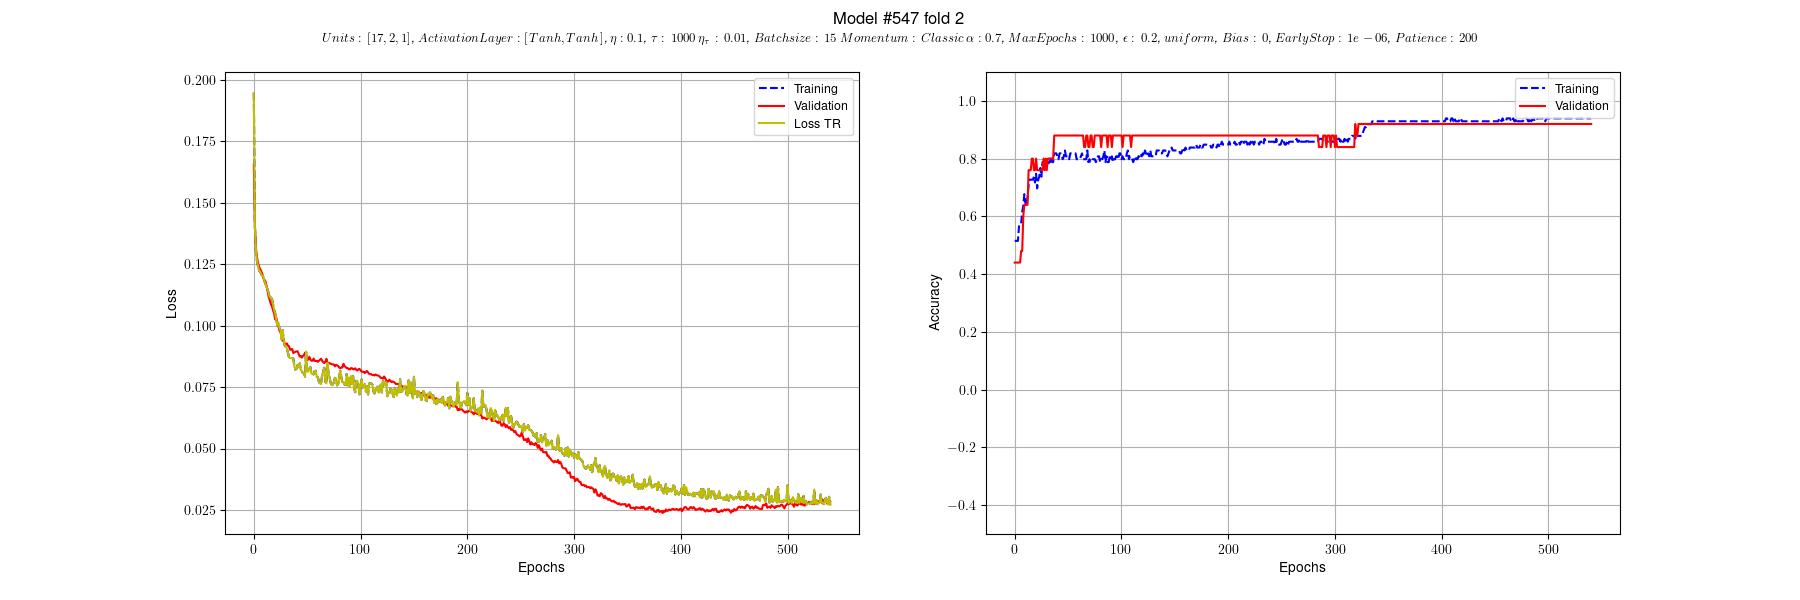 Model #547 fold 2
Units : [17, 2, 1], ActivationLayer : [Tanh, Tanh], η : 0.1, τ : 1000 η_τ : 0.01, Batchsize : 15 Momentum : Classic α : 0.7, MaxEpochs : 1000, ϵ : 0.2, uniform, Bias : 0, EarlyStop : 1e − 06, Patience : 200
0.200
0.175
0.150
0.125
0.100
0.075
0.050
0.025
Loss
Training
Validation
Loss TR
0 100 200 300 400 500
Epochs
1.0
0.8
0.6
0.4
0.2
0.0
−0.2
−0.4
Accuracy
Training
Validation
0 100 200 300 400 500
Epochs